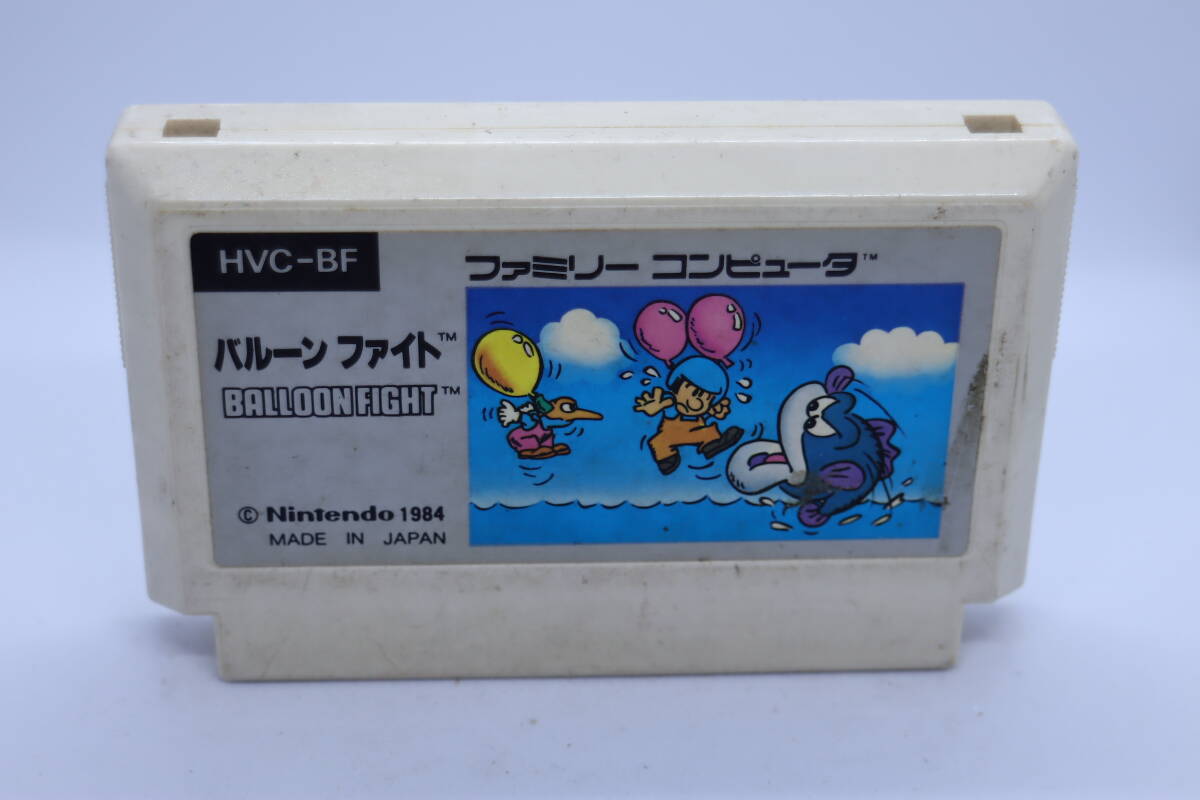 HVC-BF
ファミリー コンピュータ™
バルーン ファイト™
BALLOON FIGHT™
© Nintendo 1984
MADE IN JAPAN